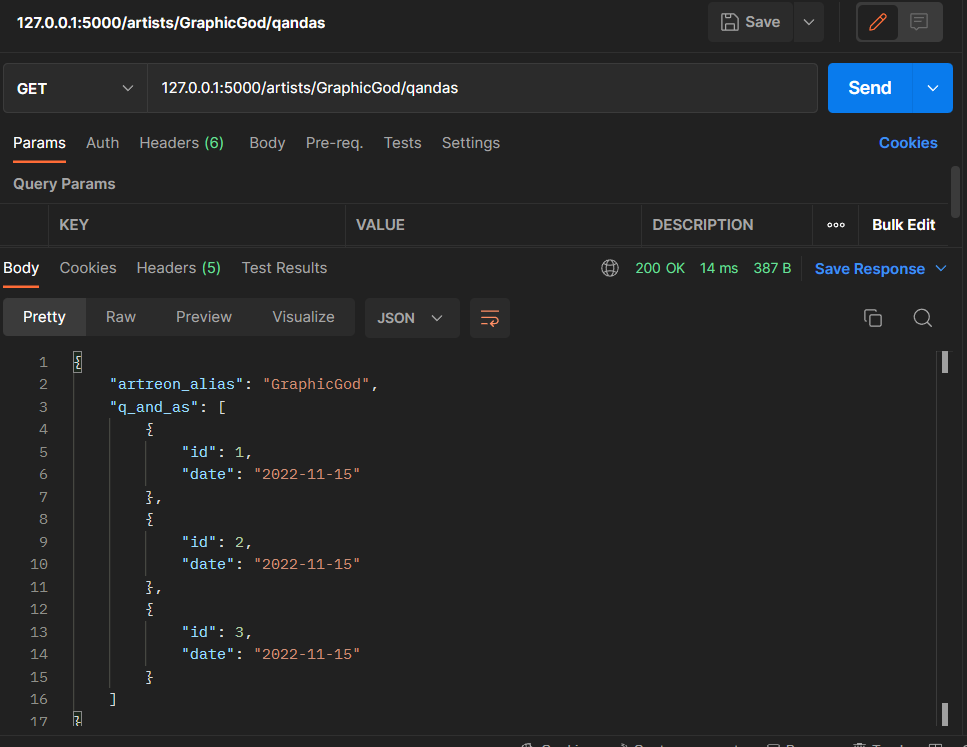 127.0.0.1:5000/artists/GraphicGod/qandas
Save
GET
127.0.0.1:5000/artists/GraphicGod/qandas
Send
Params Auth Headers (6) Body Pre-req. Tests Settings Cookies
Query Params
KEY VALUE DESCRIPTION Bulk Edit
Body Cookies Headers (5) Test Results 200 OK 14 ms 387 B Save Response
Pretty Raw Preview Visualize JSON
1 {
2 "artreon_alias": "GraphicGod",
3 "q_and_as": [
4 {
5 "id": 1,
6 "date": "2022-11-15"
7 },
8 {
9 "id": 2,
10 "date": "2022-11-15"
11 },
12 {
13 "id": 3,
14 "date": "2022-11-15"
15 }
16 ]
17 }